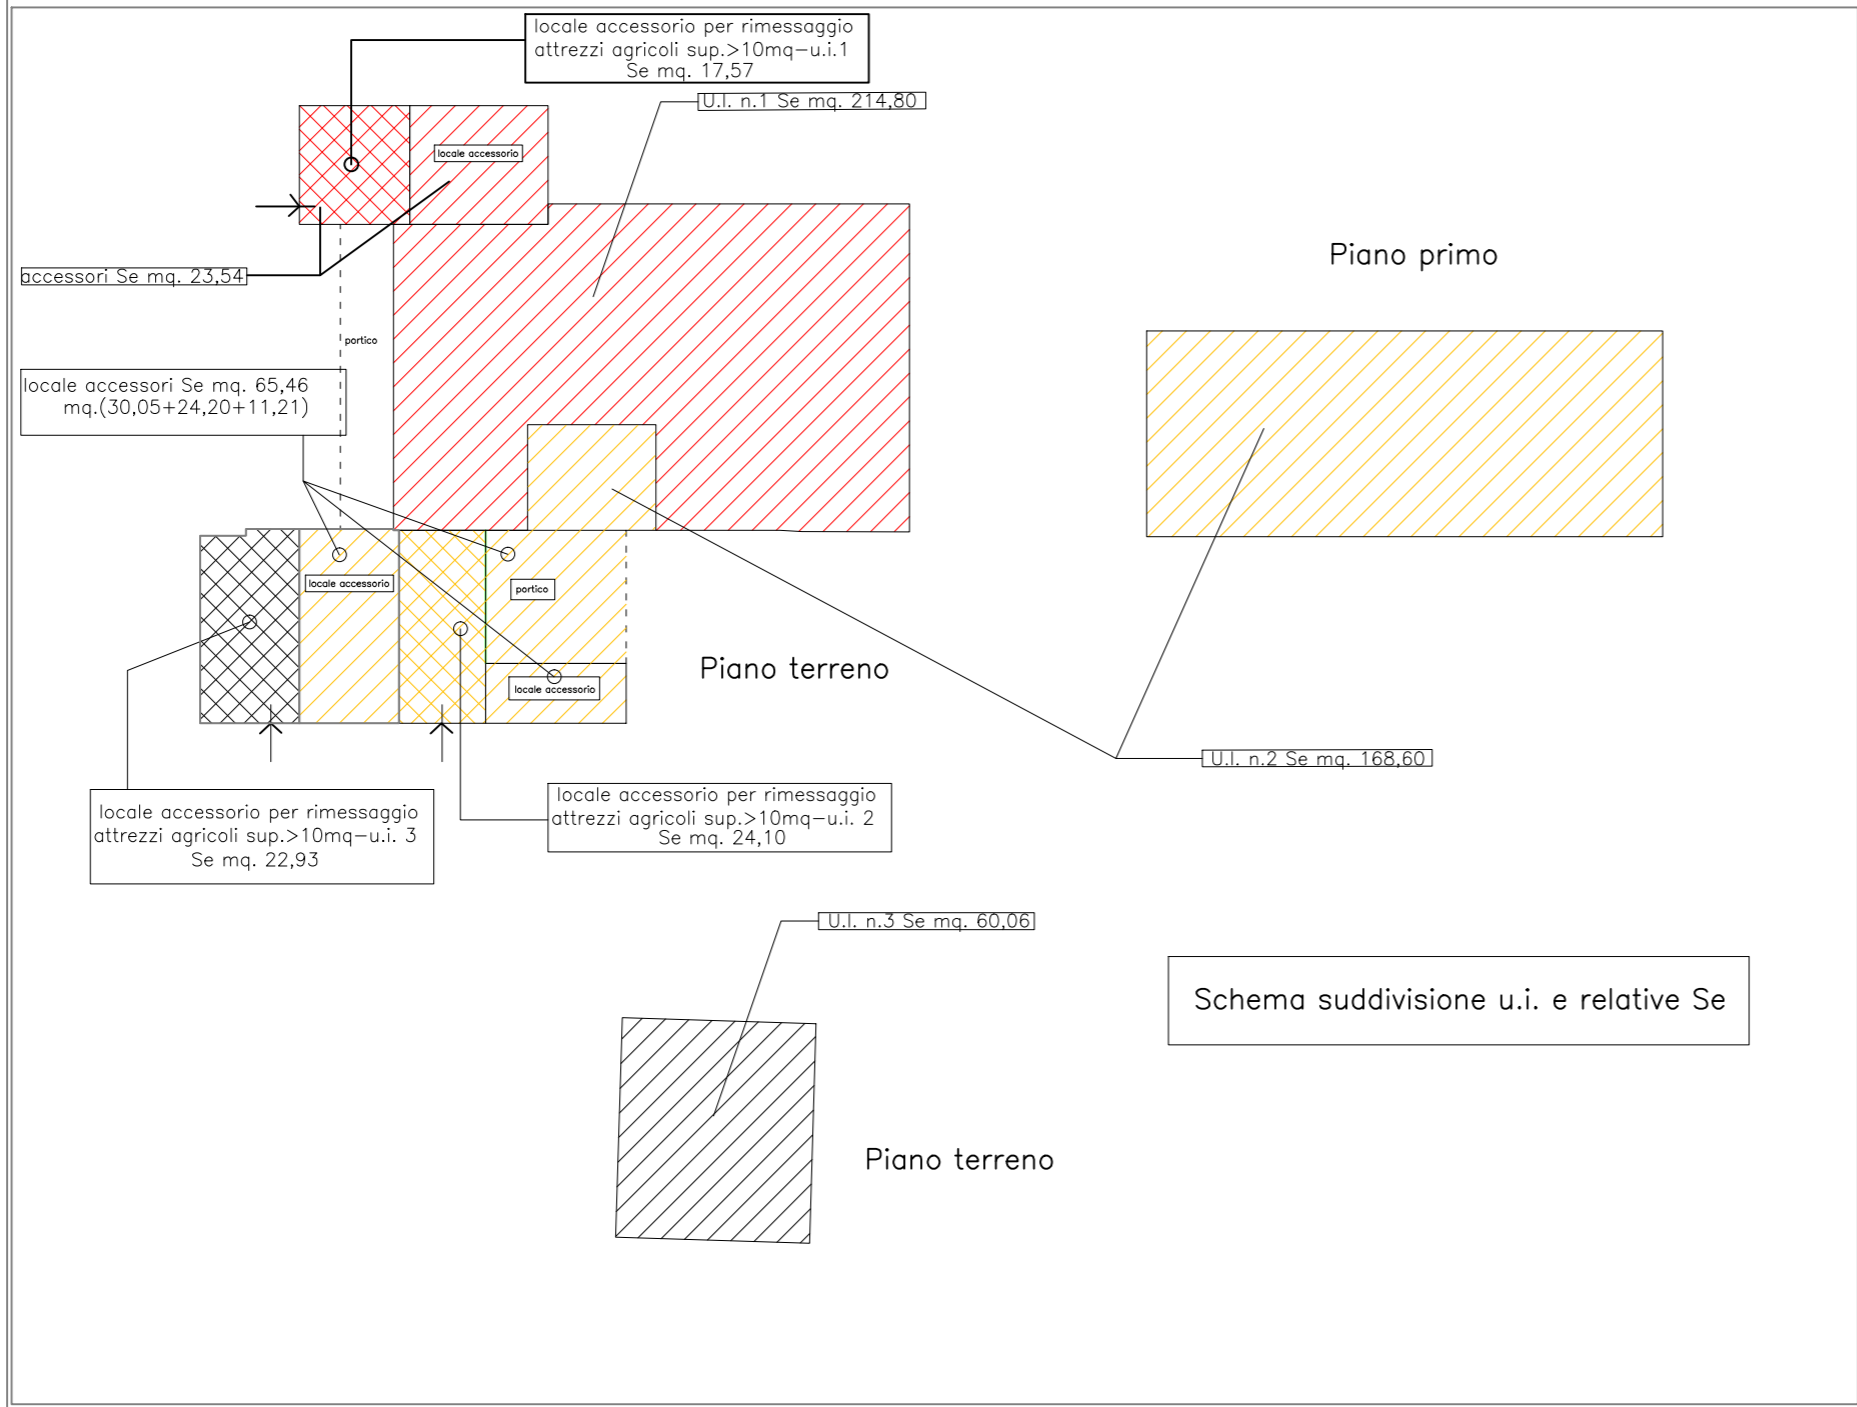 locale accessorio per rimessaggio
attrezzi agricoli sup.>10mq-u.i.1
Se mq. 17,57
U.I. n.1 Se mq. 214,80
locale accessorio
accessori Se mq. 23,54
Piano primo
portico
locale accessori Se mq. 65,46
mq.(30,05+24,20+11,21)
locale accessorio
portico
locale accessorio
Piano terreno
U.I. n.2 Se mq. 168,60
locale accessorio per rimessaggio
attrezzi agricoli sup.>10mq-u.i. 3
Se mq. 22,93
locale accessorio per rimessaggio
attrezzi agricoli sup.>10mq-u.i. 2
Se mq. 24,10
U.I. n.3 Se mq. 60,06
Schema suddivisione u.i. e relative Se
Piano terreno